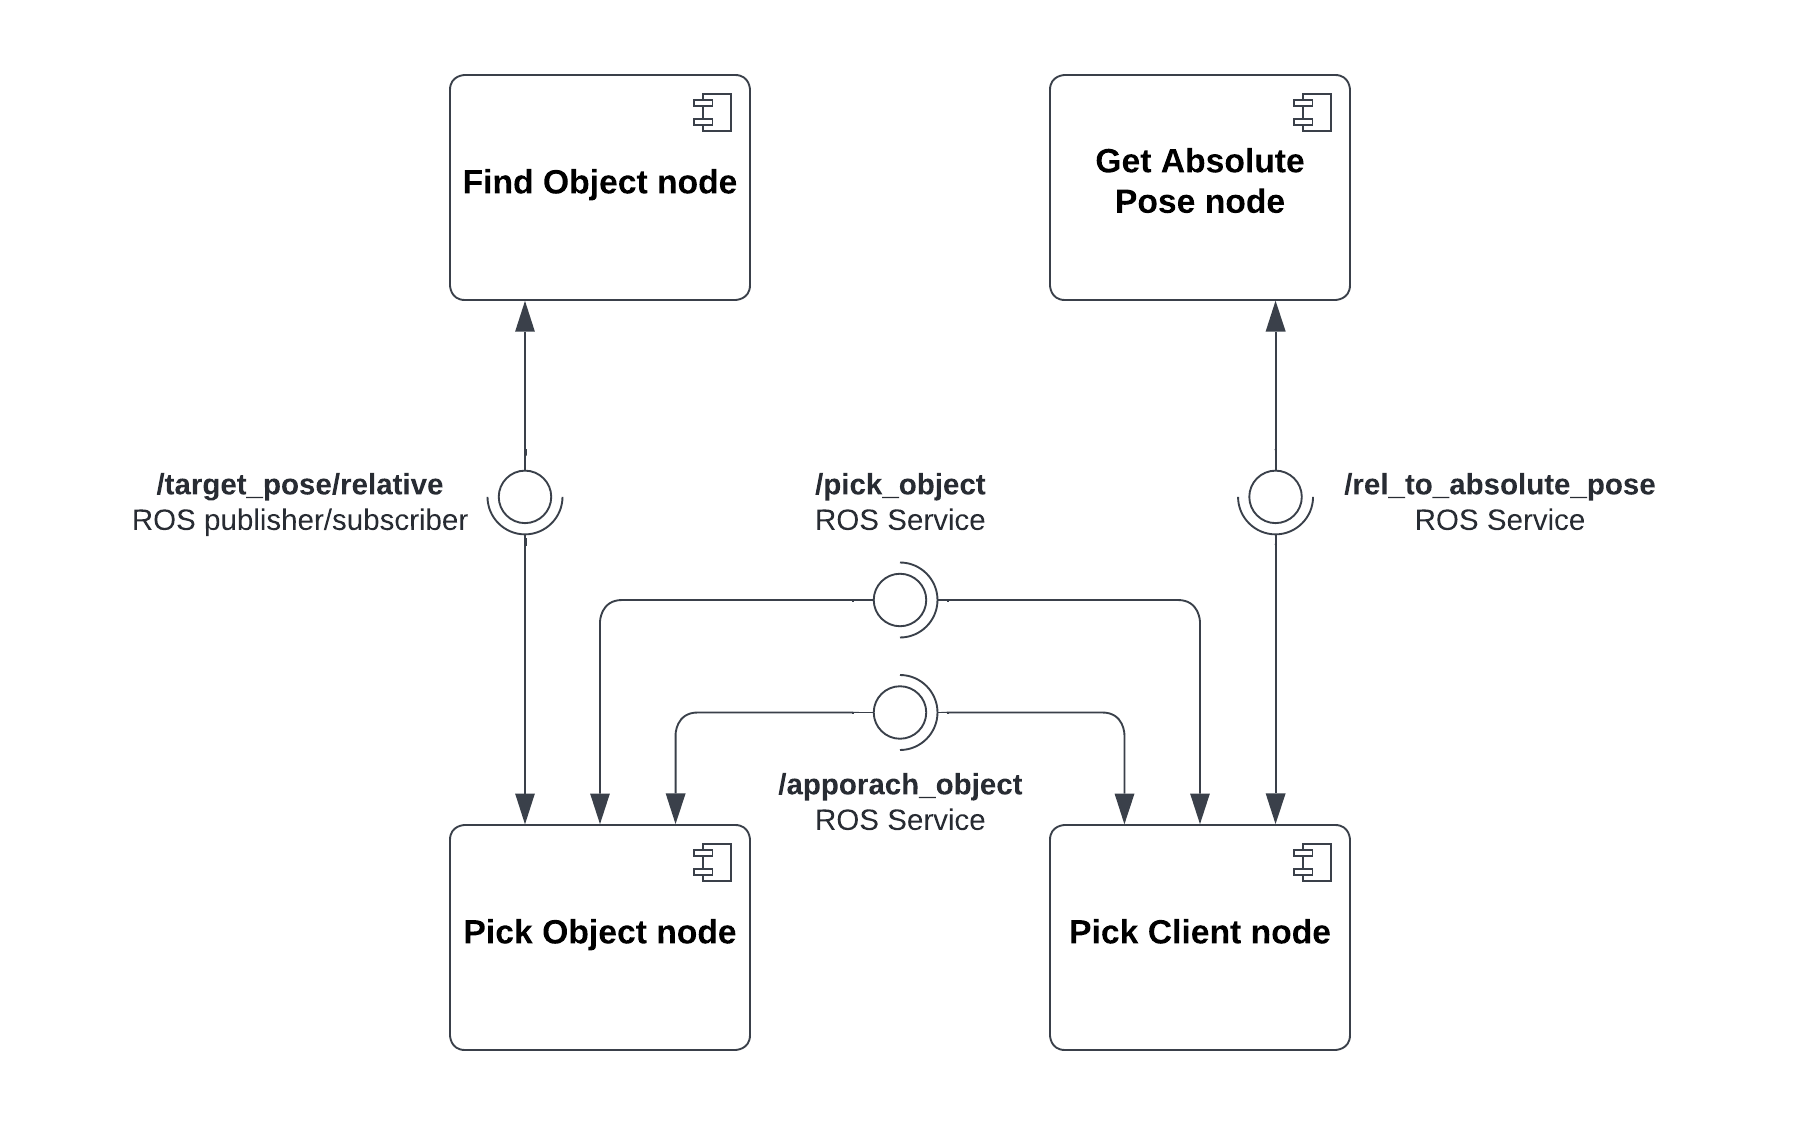 Find Object node
Get Absolute
Pose node
/target_pose/relative
ROS publisher/subscriber
/pick_object
ROS Service
/rel_to_absolute_pose
ROS Service
/apporach_object
ROS Service
Pick Object node
Pick Client node